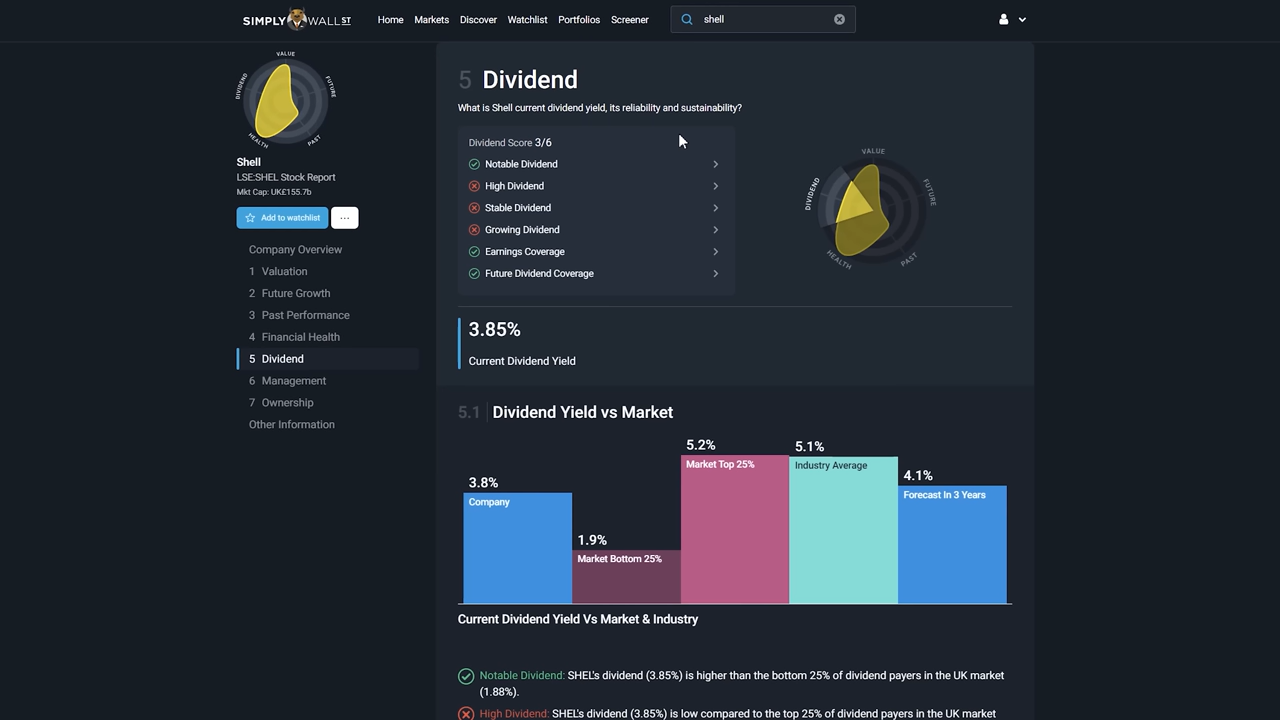 SIMPLY WALL ST
Home Markets Discover Watchlist Portfolios Screener
shell
VALUE
FUTURE
PAST
HEALTH
DIVIDEND
Shell
LSE:SHEL Stock Report
Mkt Cap: UK£155.7b
Add to watchlist
...
Company Overview
1 Valuation
2 Future Growth
3 Past Performance
4 Financial Health
5 Dividend
6 Management
7 Ownership
Other Information
5 Dividend
What is Shell current dividend yield, its reliability and sustainability?
Dividend Score 3/6
Notable Dividend
High Dividend
Stable Dividend
Growing Dividend
Earnings Coverage
Future Dividend Coverage
VALUE
FUTURE
PAST
HEALTH
DIVIDEND
3.85%
Current Dividend Yield
5.1 Dividend Yield vs Market
3.8%
Company
1.9%
Market Bottom 25%
5.2%
Market Top 25%
5.1%
Industry Average
4.1%
Forecast In 3 Years
Current Dividend Yield Vs Market & Industry
Notable Dividend: SHEL's dividend (3.85%) is higher than the bottom 25% of dividend payers in the UK market
(1.88%).
High Dividend: SHEL's dividend (3.85%) is low compared to the top 25% of dividend payers in the UK market